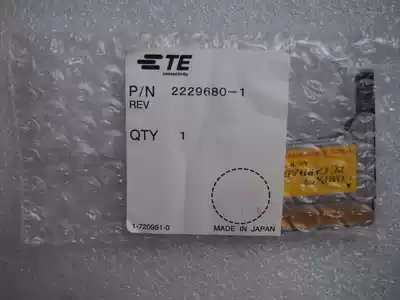 TE
connectivity
P/N 2229680-1
REV
QTY 1
1-720991-0 MADE IN JAPAN